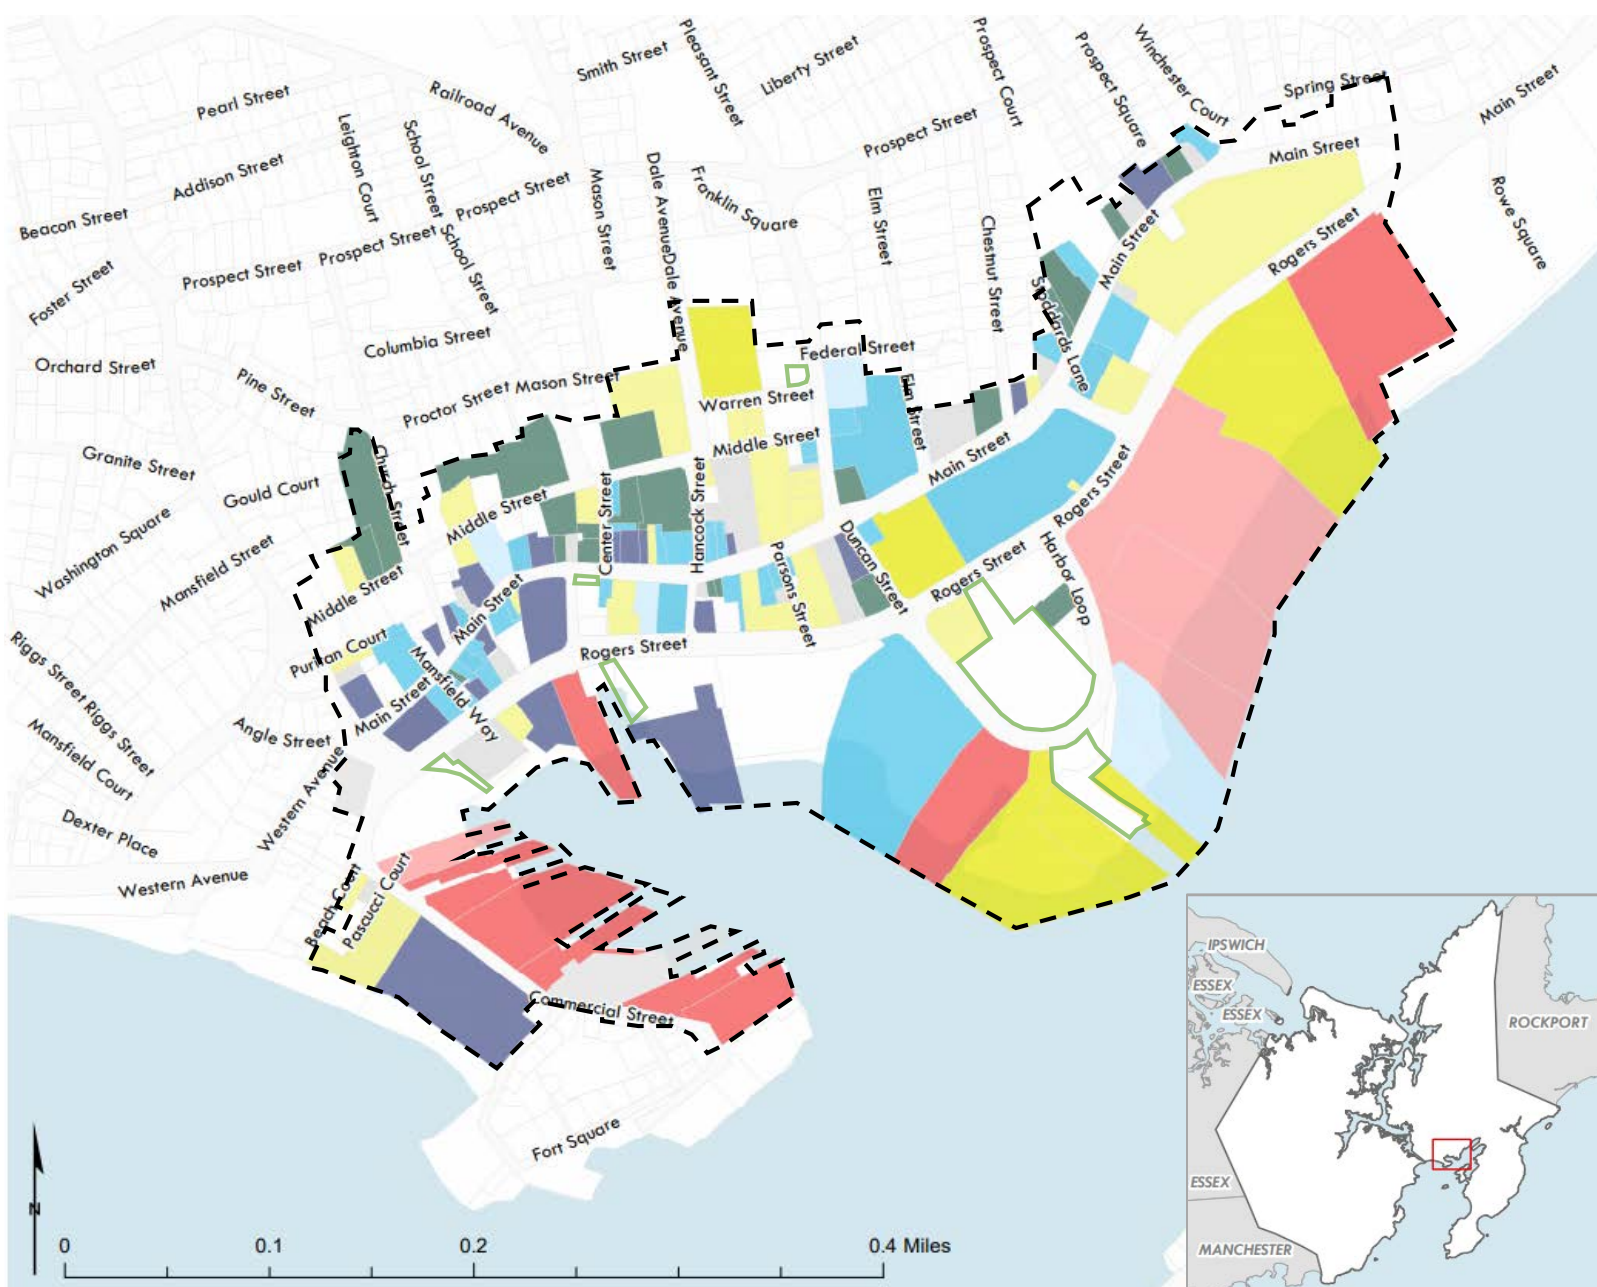 Smith Street
Pleasant Street
Liberty Street
Prospect Court
Prospect Square
Winchester Court
Spring Street
Main Street
Pearl Street
Railroad Avenue
Leighton Court
School Street
Prospect Street
Main Street
Addison Street
Prospect Street
Mason Street
Dale Avenue
Franklin Square
Elm Street
Chestnut Street
Rowe Square
Beacon Street
Prospect Street
School Street
Main Street
Rogers Street
Foster Street
Prospect Street
Dale Avenue
Stoddards Lane
Columbia Street
Federal Street
Orchard Street
Pine Street
Proctor Street
Mason Street
Warren Street
Elm Street
Middle Street
Granite Street
Church Street
Main Street
Gould Court
Hancock Street
Center Street
Rogers Street
Middle Street
Washington Square
Mansfield Street
Duncan Street
Parsons Street
Rogers Street
Harbor Loop
Middle Street
Main Street
Puritan Court
Rogers Street
Riggs Street
Riggs Street
Mansfield Way
Main Street
Angle Street
Mansfield Court
Western Avenue
Dexter Place
Western Avenue
Beach Court
Pascucci Court
Commercial Street
Fort Square
IPSWICH
ESSEX
ESSEX
ROCKPORT
ESSEX
MANCHESTER
N
0 0.1 0.2 0.4 Miles